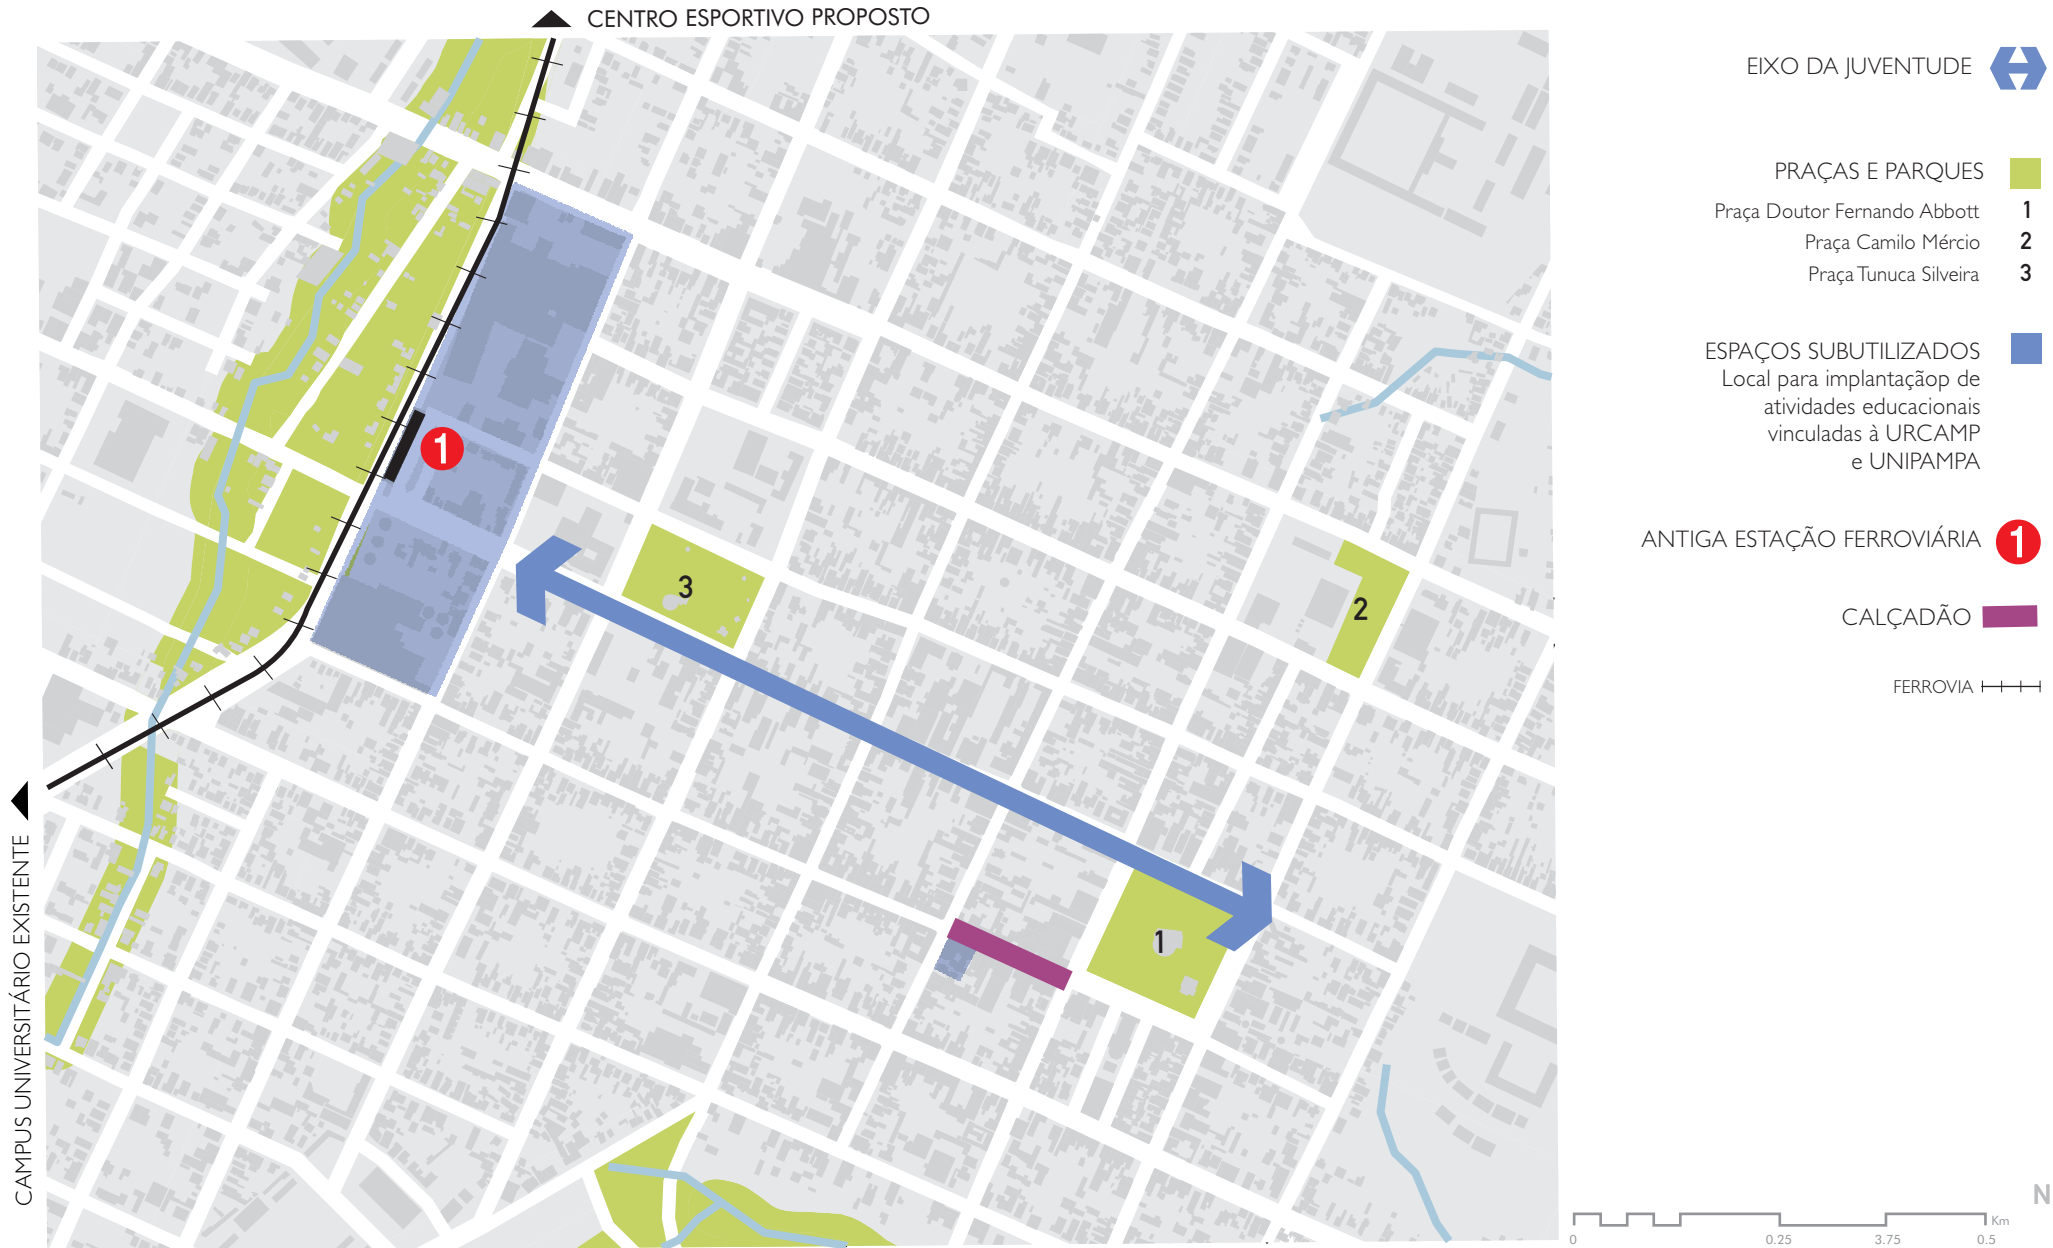 CENTRO ESPORTIVO PROPOSTO
EIXO DA JUVENTUDE
PRAÇAS E PARQUES
Praça Doutor Fernando Abbott 1
Praça Camilo Mércio 2
Praça Tunuca Silveira 3
ESPAÇOS SUBUTILIZADOS
Local para implantaçãop de
atividades educacionais
vinculadas à URCAMP
e UNIPAMPA
ANTIGA ESTAÇÃO FERROVIÁRIA 1
CALÇADÃO
FERROVIA
1
3
2
1
CAMPUS UNIVERSITÁRIO EXISTENTE
N
Km
0 0.25 3.75 0.5